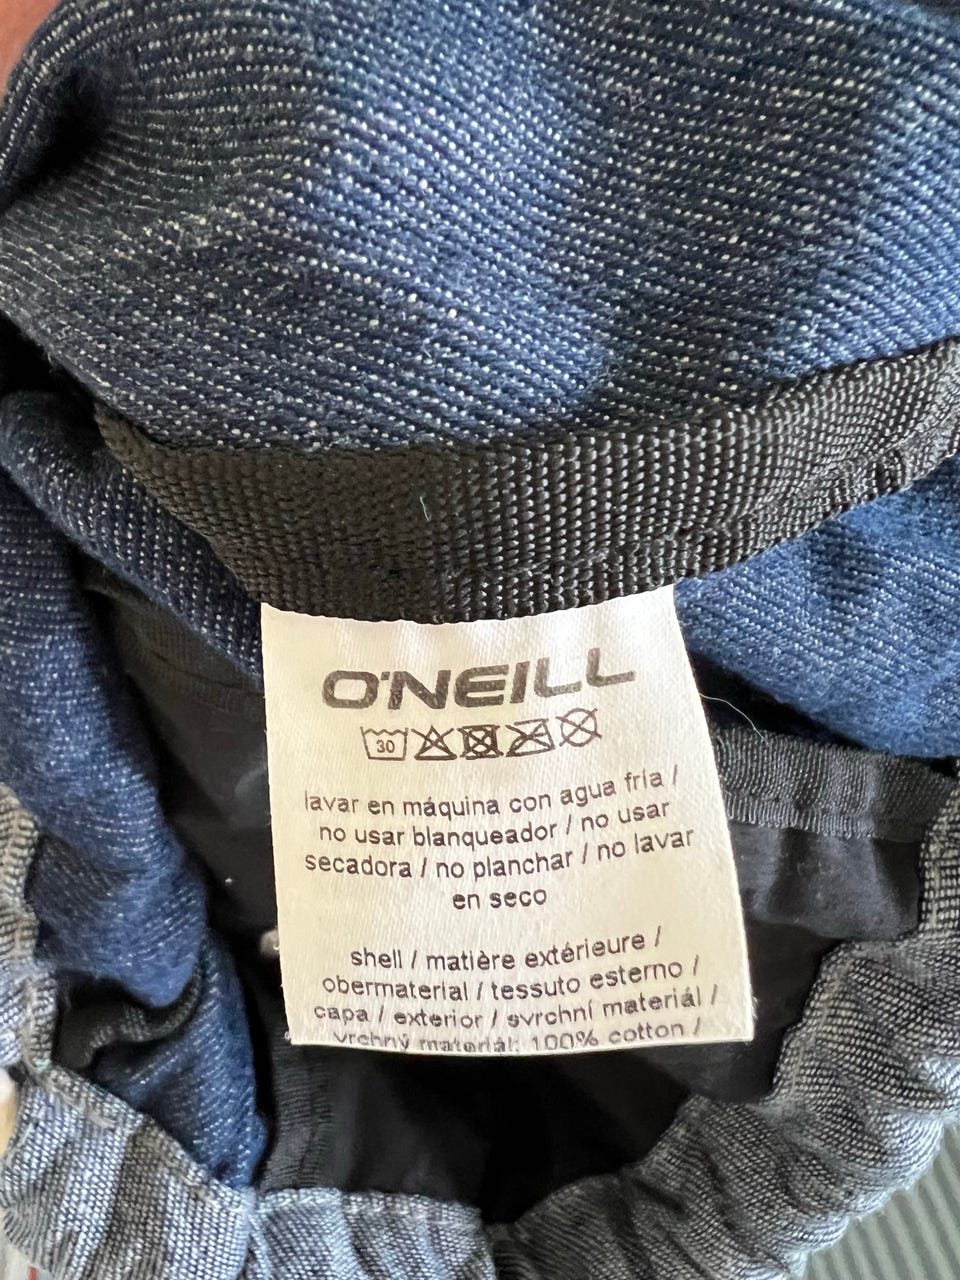 O'NEILL
30
lavar en máquina con agua fría /
no usar blanqueador / no usar
secadora / no planchar / no lavar
en seco
shell / matière extérieure /
obermaterial / tessuto esterno /
capa / exterior / svrchní materiál /
vrchný materiál: 100% cotton /